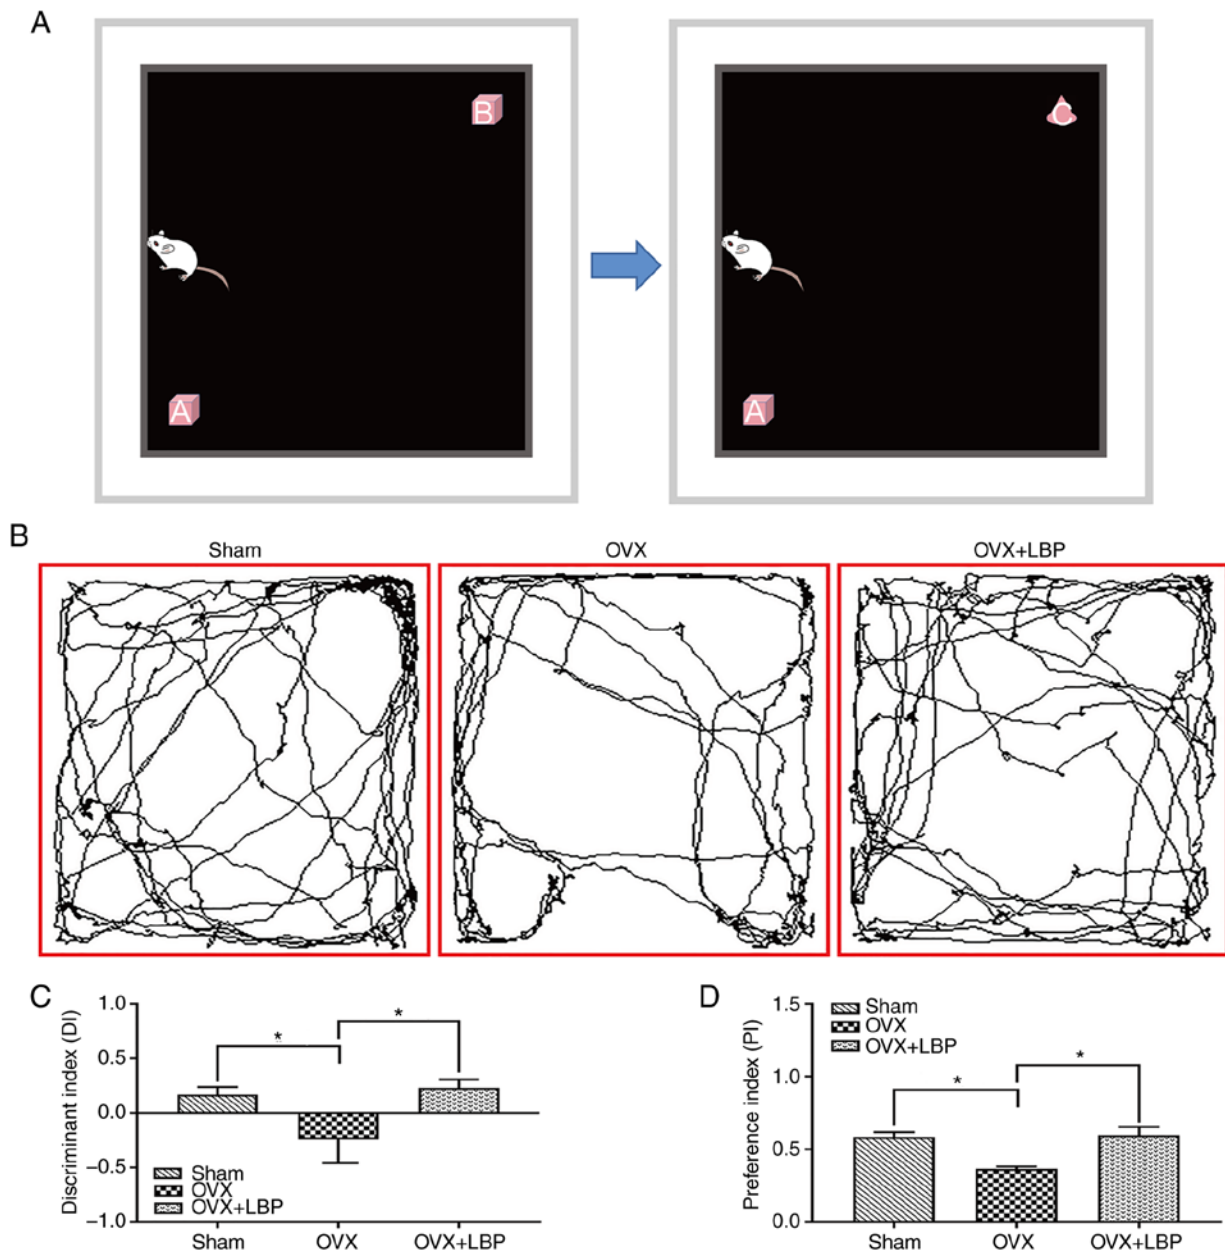 A
B
A
C
A
B
Sham
OVX
OVX+LBP
C
Discriminant index (DI)
1.0
0.5
0.0
−0.5
−1.0
*
*
Sham
OVX
OVX+LBP
Sham
OVX
OVX+LBP
D
Preference index (PI)
1.5
1.0
0.5
0.0
Sham
OVX
OVX+LBP
*
*
Sham
OVX
OVX+LBP